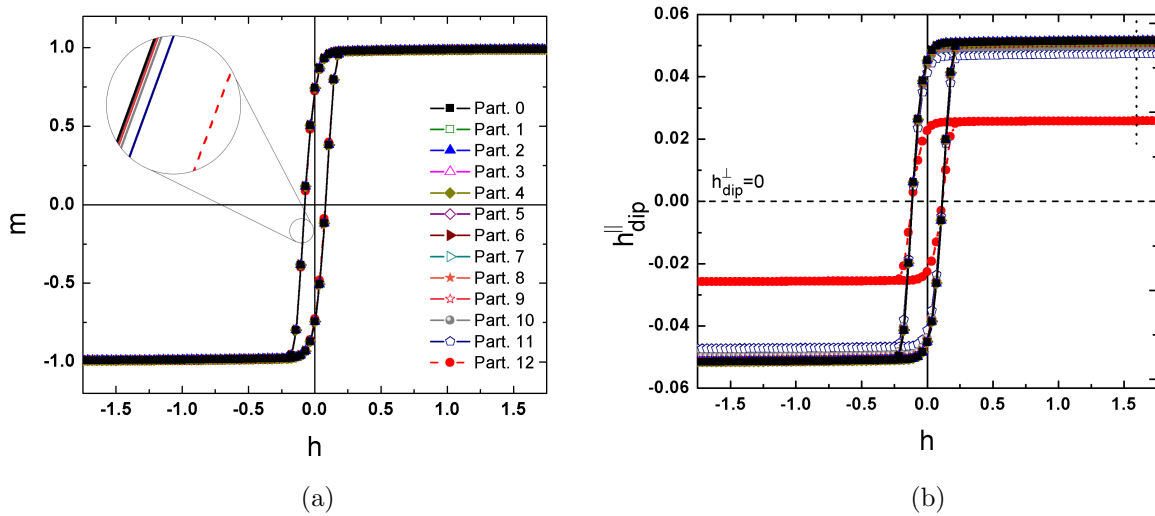 1.0
0.5
0.0
-0.5
-1.0
m
-1.5 -1.0 -0.5 0.0 0.5 1.0 1.5
h
Part. 0
Part. 1
Part. 2
Part. 3
Part. 4
Part. 5
Part. 6
Part. 7
Part. 8
Part. 9
Part. 10
Part. 11
Part. 12
(a)
0.06
0.04
0.02
0.00
-0.02
-0.04
-0.06
h∥dip
h⊥dip=0
-1.5 -1.0 -0.5 0.0 0.5 1.0 1.5
h
(b)